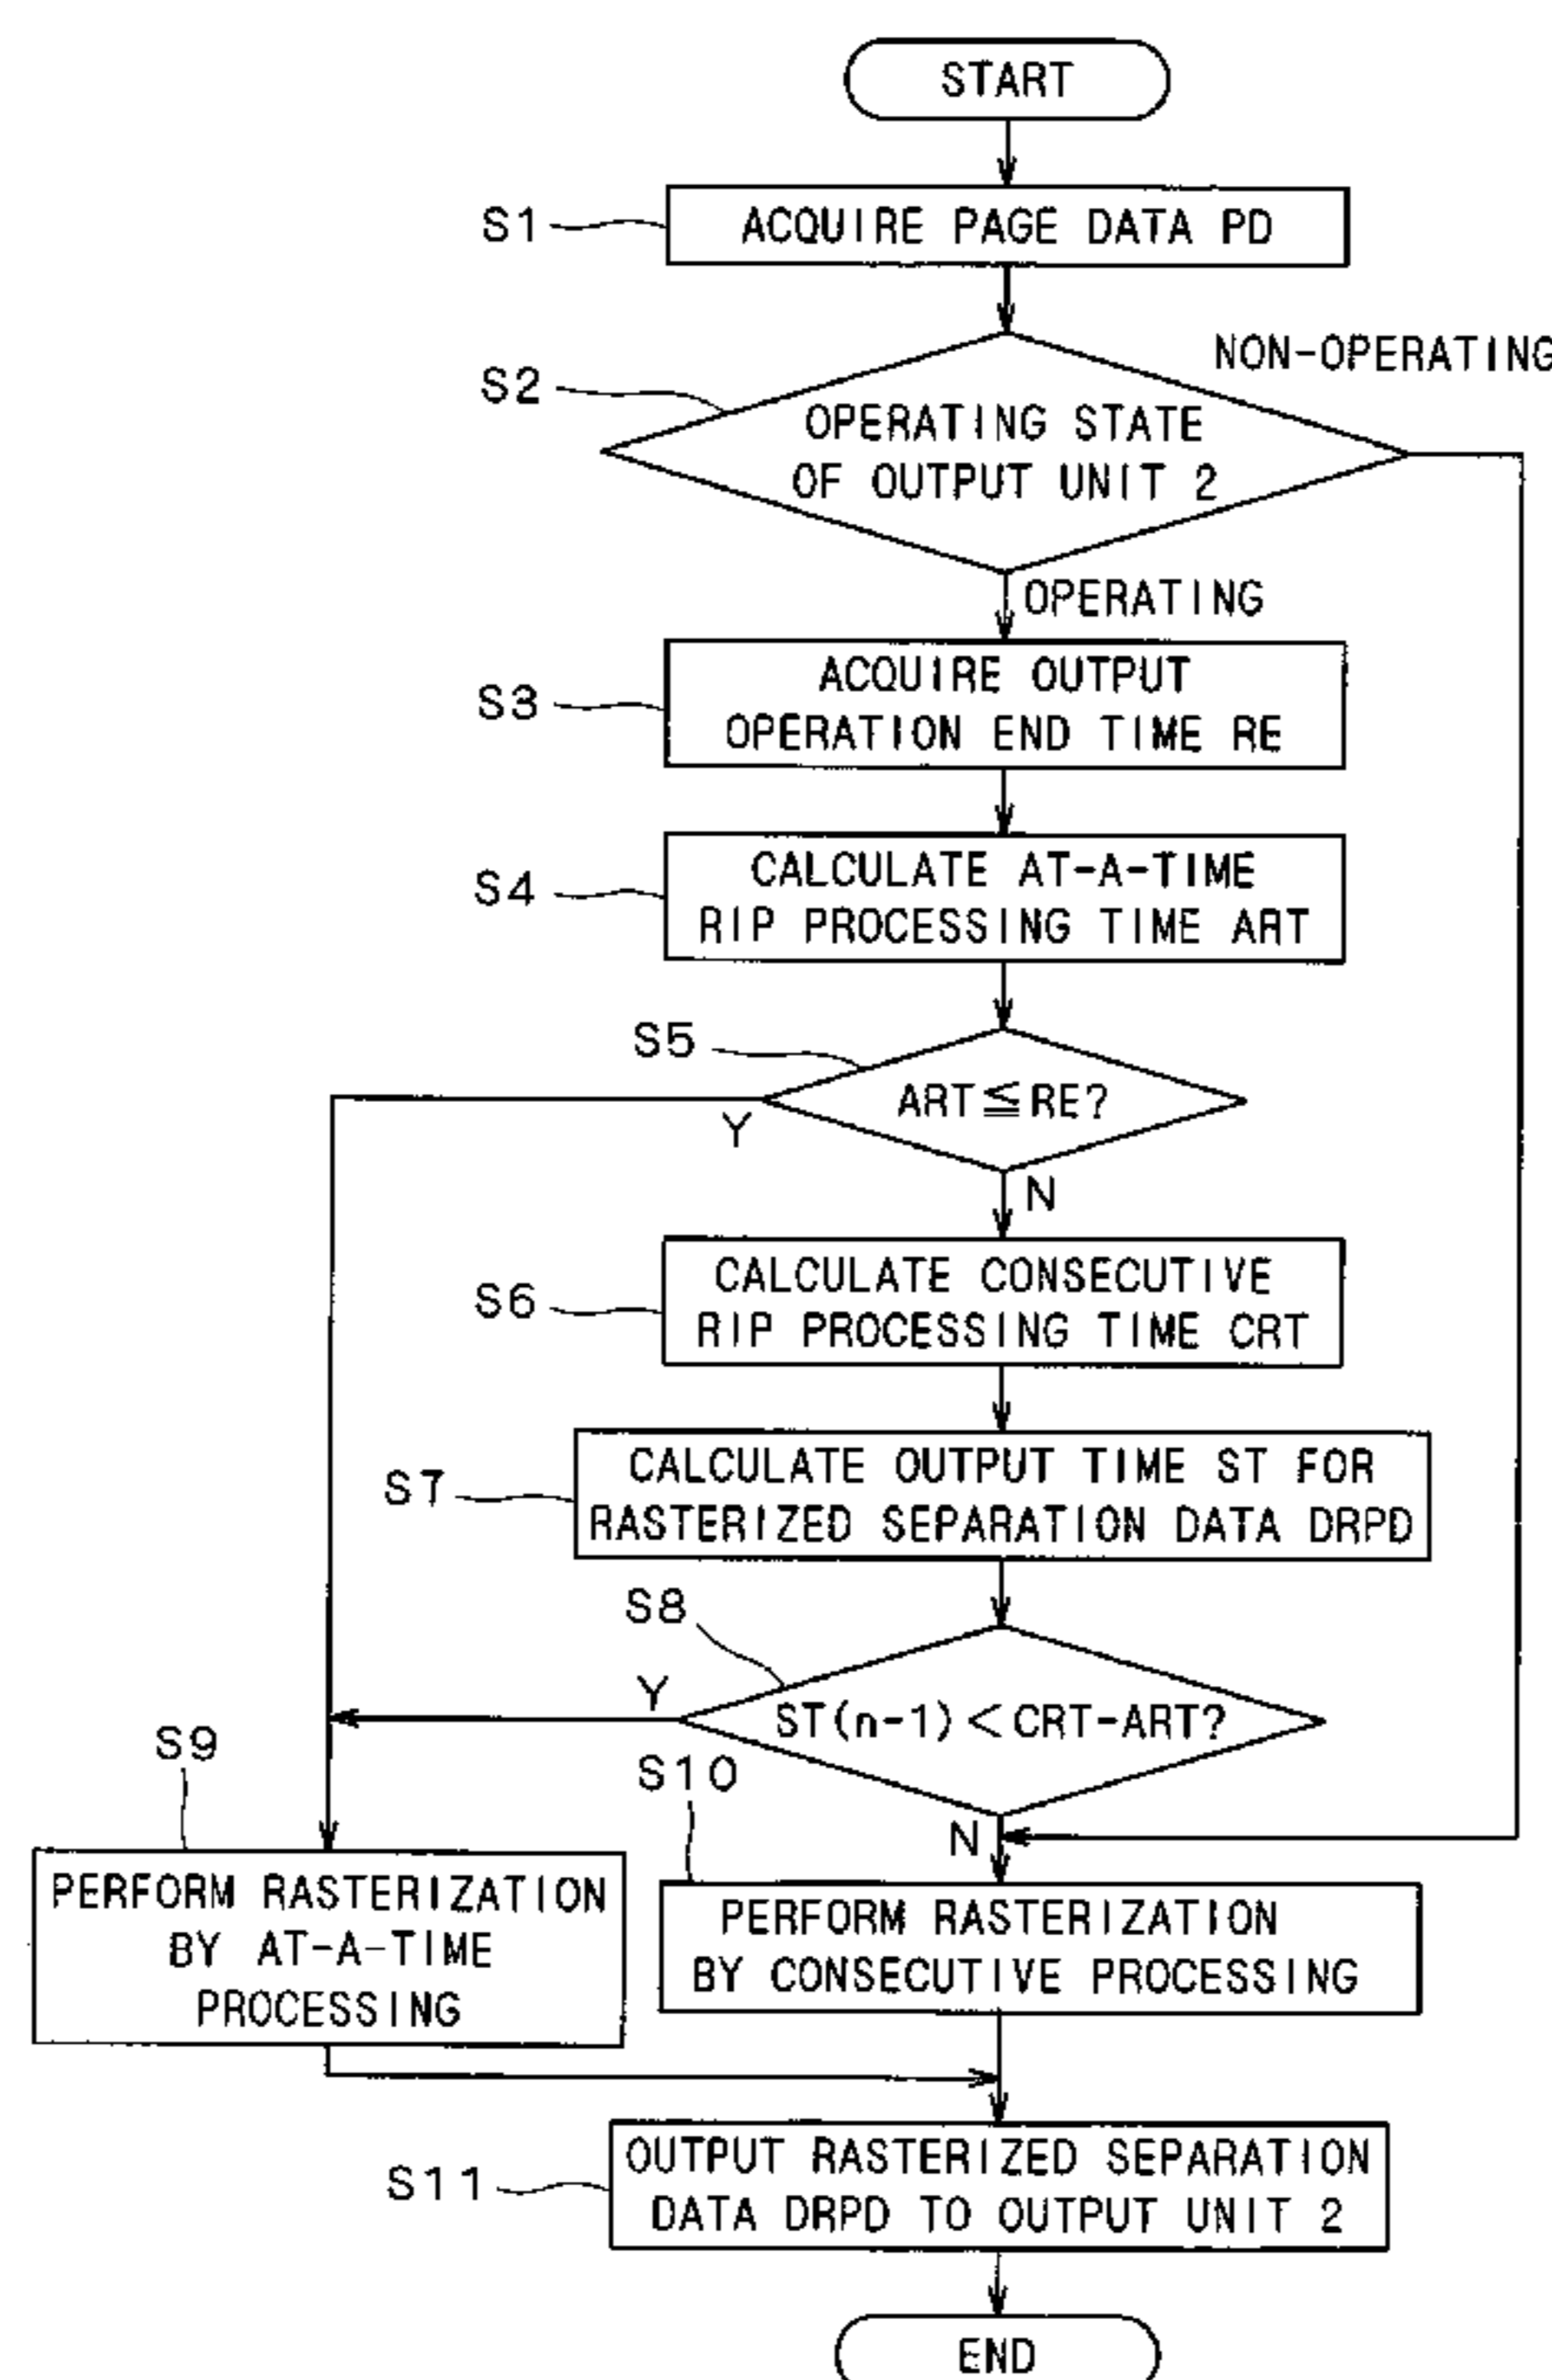 START
S1
ACQUIRE PAGE DATA PD
NON-OPERATING
S2
OPERATING STATE
OF OUTPUT UNIT 2
OPERATING
S3
ACQUIRE OUTPUT
OPERATION END TIME RE
S4
CALCULATE AT-A-TIME
RIP PROCESSING TIME ART
S5
ART≦RE?
Y
N
S6
CALCULATE CONSECUTIVE
RIP PROCESSING TIME CRT
S7
CALCULATE OUTPUT TIME ST FOR
RASTERIZED SEPARATION DATA DRPD
S8
ST(n-1)<CRT-ART?
Y
N
S9
PERFORM RASTERIZATION
BY AT-A-TIME
PROCESSING
S10
PERFORM RASTERIZATION
BY CONSECUTIVE PROCESSING
S11
OUTPUT RASTERIZED SEPARATION
DATA DRPD TO OUTPUT UNIT 2
END